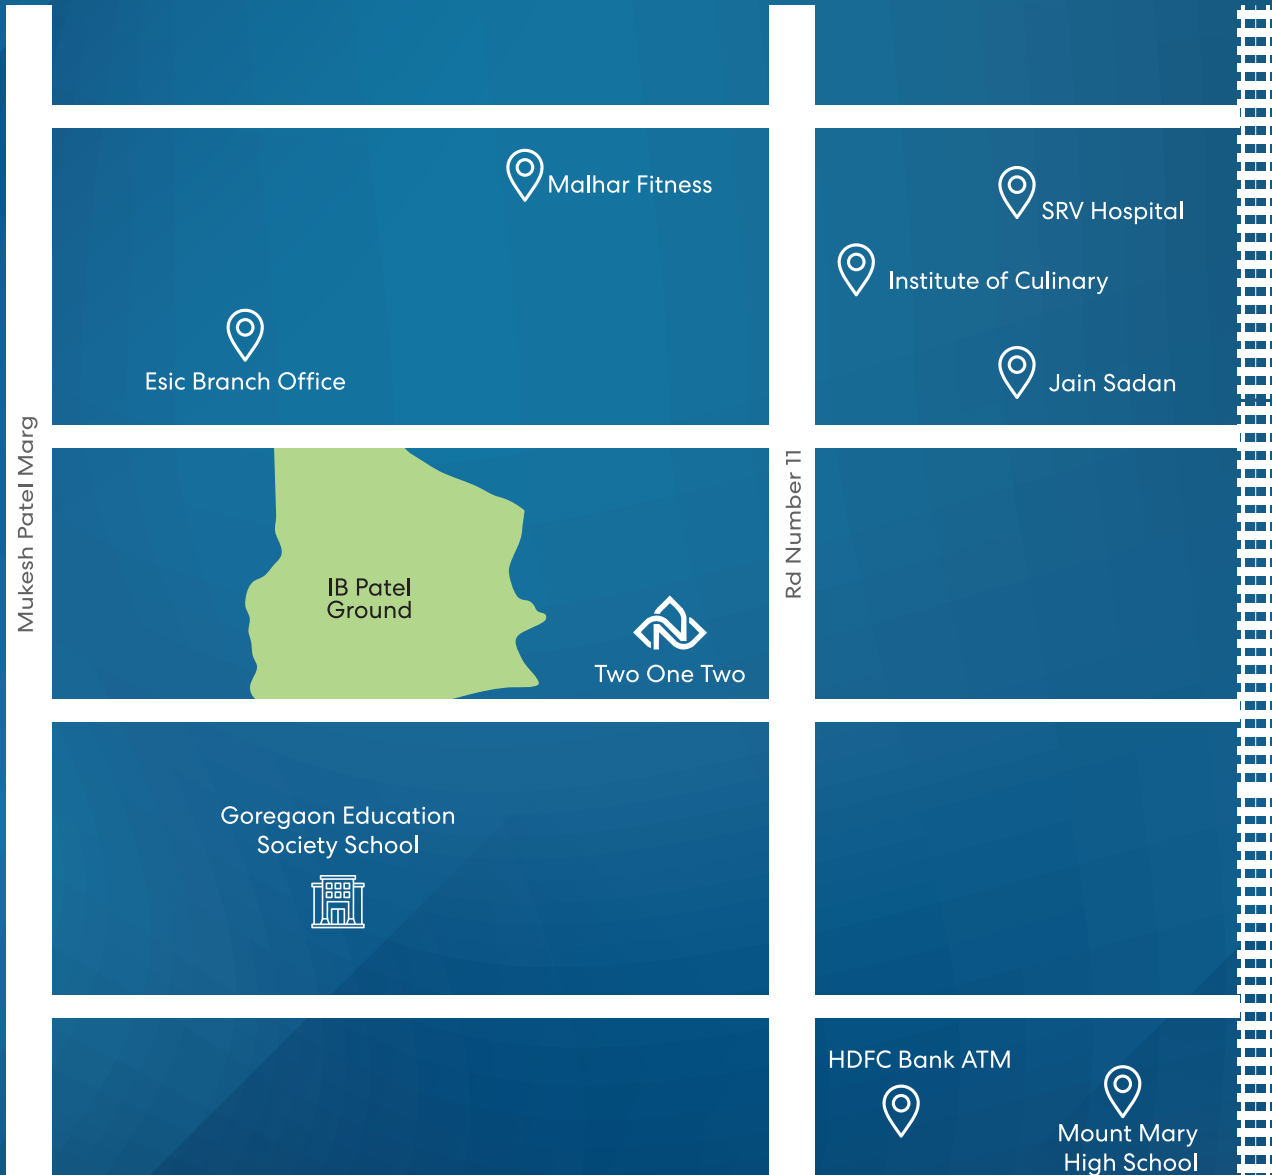 Malhar Fitness
SRV Hospital
Institute of Culinary
Esic Branch Office
Jain Sadan
Mukesh Patel Marg
Rd Number 11
IB Patel
Ground
Two One Two
Goregaon Education
Society School
HDFC Bank ATM
Mount Mary
High School